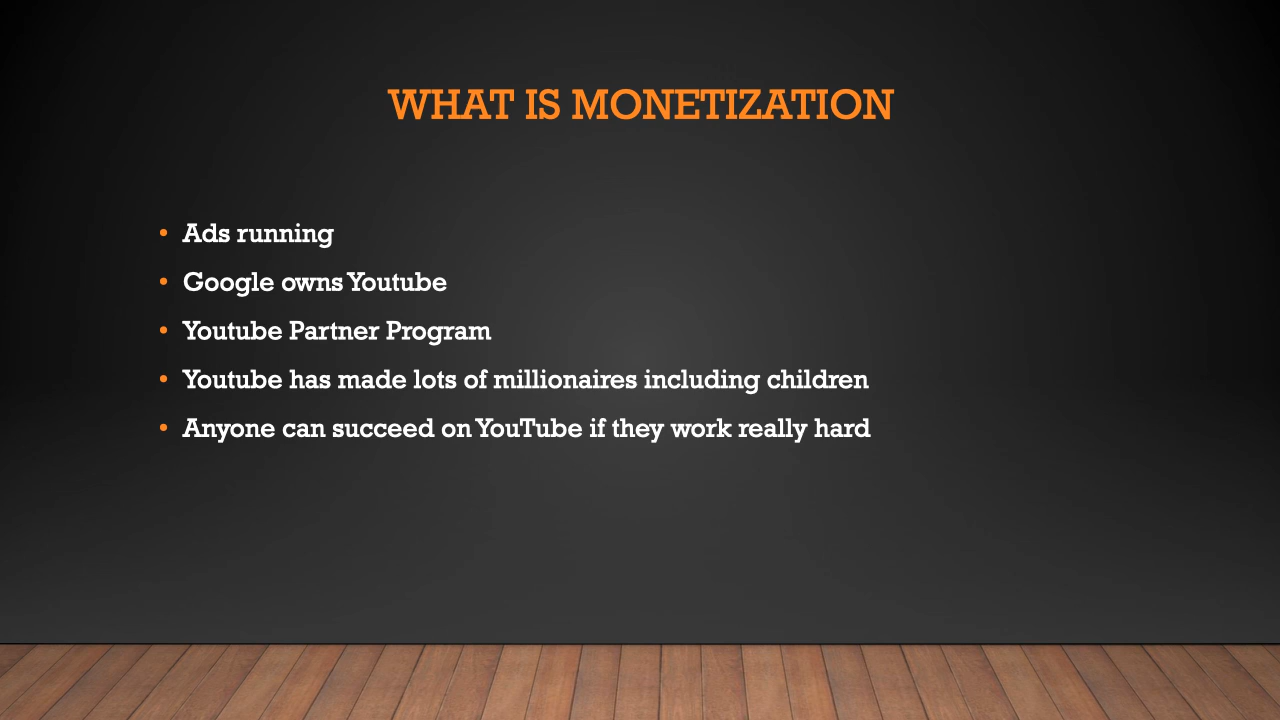 WHAT IS MONETIZATION
• Ads running
• Google owns Youtube
• Youtube Partner Program
• Youtube has made lots of millionaires including children
• Anyone can succeed on YouTube if they work really hard